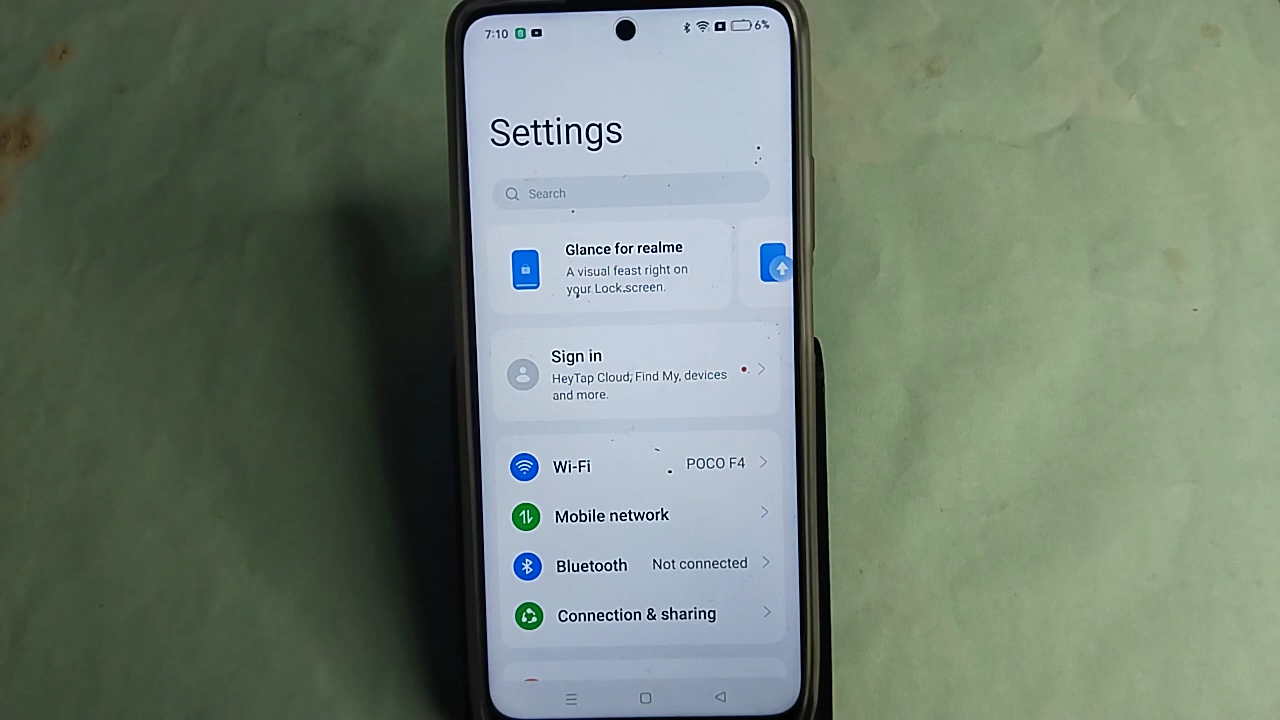 7:10 6%
Settings
Search
Glance for realme
A visual feast right on
your Lock screen.
Sign in
HeyTap Cloud, Find My, devices
and more.
Wi-Fi POCO F4
Mobile network
Bluetooth Not connected
Connection & sharing